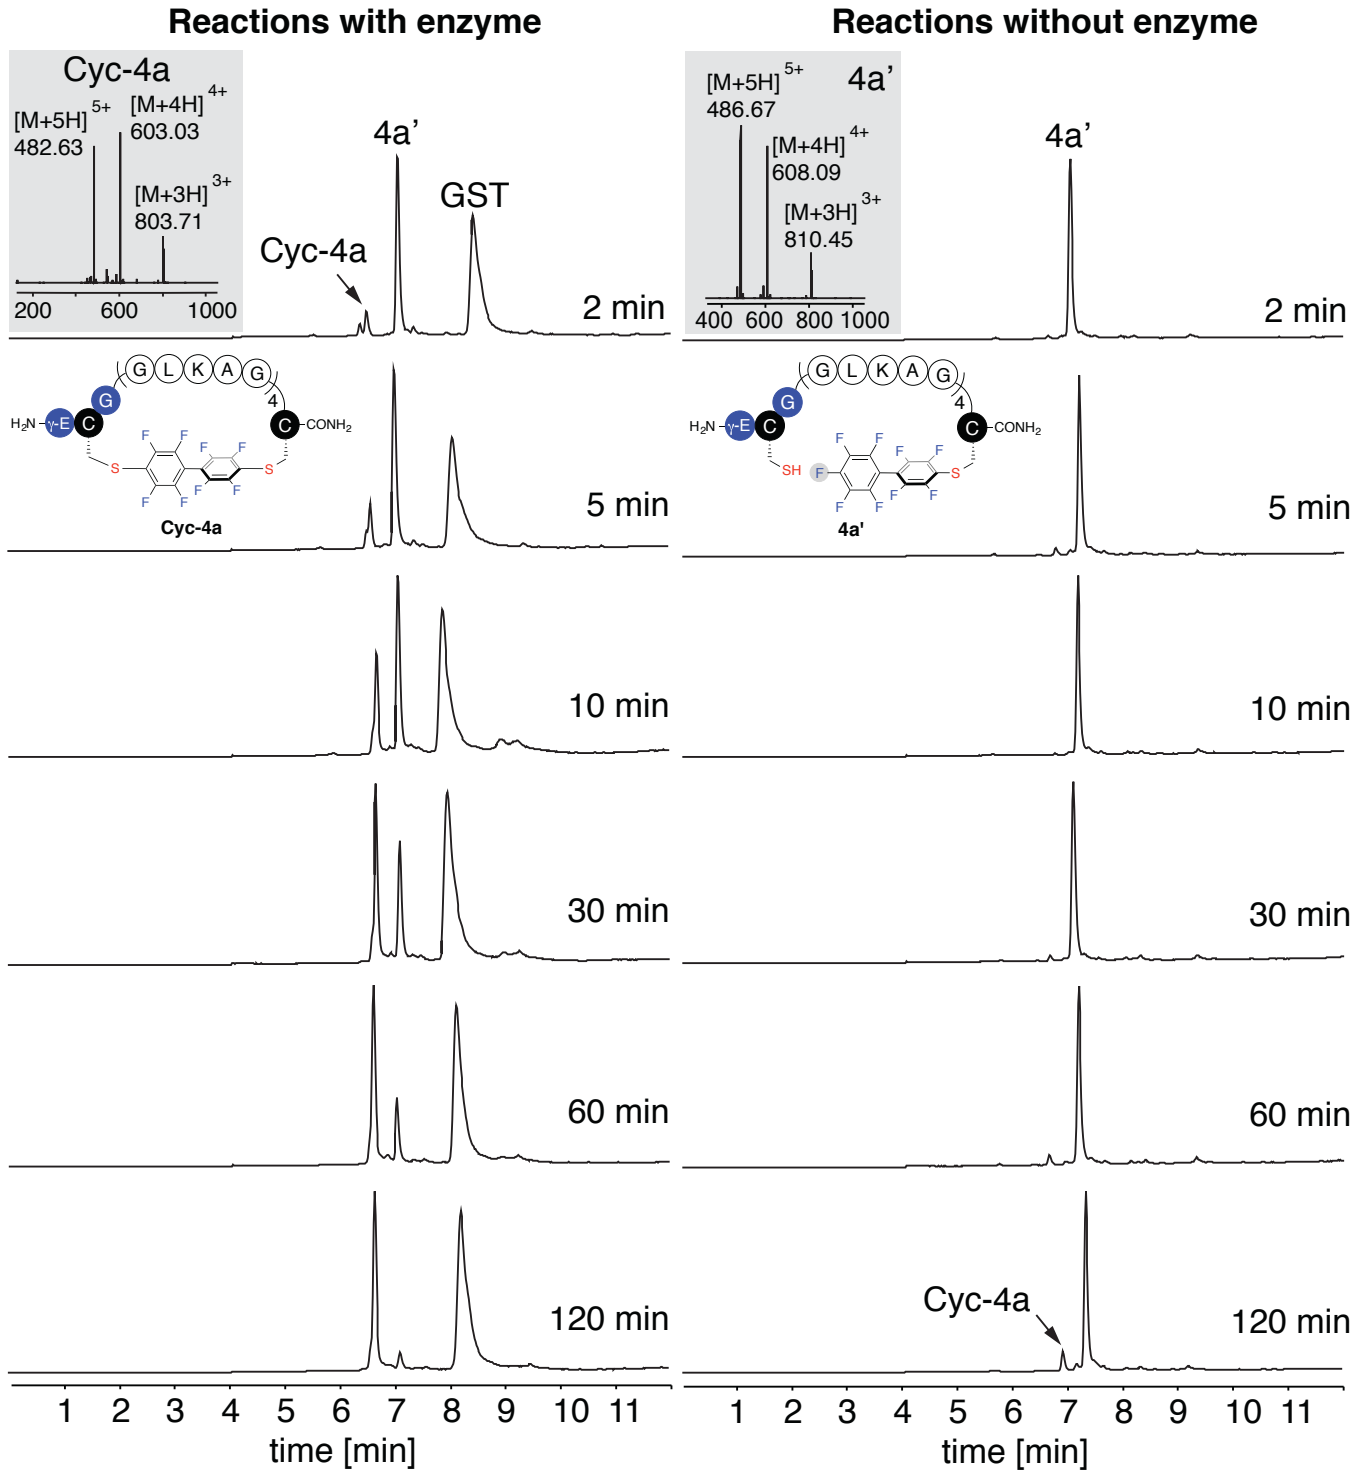 Reactions with enzyme
Reactions without enzyme
Cyc-4a
[M+5H] 5+
482.63
[M+4H] 4+
603.03
[M+3H] 3+
803.71
200 600 1000
Cyc-4a
4a’
GST
2 min
[M+5H] 5+
486.67
4a’
[M+4H] 4+
608.09
[M+3H] 3+
810.45
400 600 800 1000
4a’
2 min
G L K A G
4
G
H₂N γ-E C
C CONH₂
F F F F
S S
F F F F
Cyc-4a
5 min
G L K A G
4
G
H₂N γ-E C
C CONH₂
F F F F
SH F S
F F F F
4a'
5 min
10 min
10 min
30 min
30 min
60 min
60 min
120 min
Cyc-4a
120 min
1 2 3 4 5 6 7 8 9 10 11
time [min]
1 2 3 4 5 6 7 8 9 10 11
time [min]